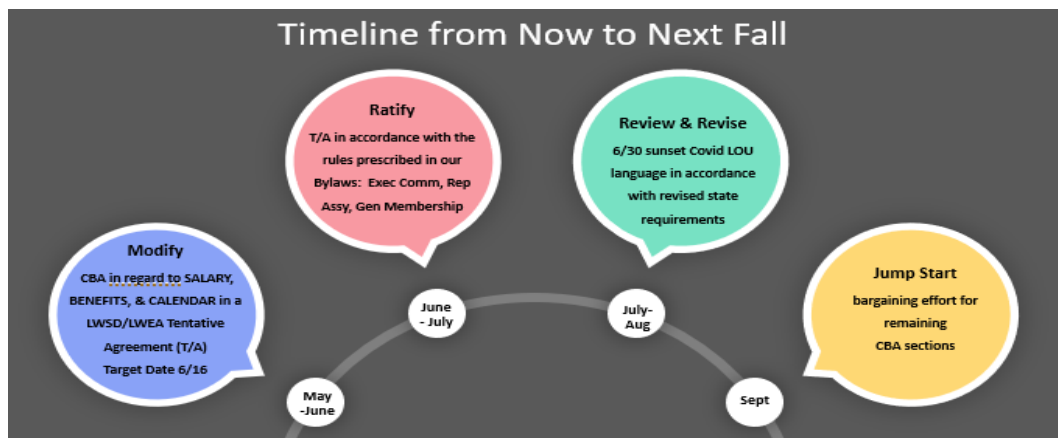 Timeline from Now to Next Fall
Modify
CBA in regard to SALARY,
BENEFITS, & CALENDAR in a
LWSD/LWEA Tentative
Agreement (T/A)
Target Date 6/16
May
-June
Ratify
T/A in accordance with the
rules prescribed in our
Bylaws: Exec Comm, Rep
Assy, Gen Membership
June
- July
Review & Revise
6/30 sunset Covid LOU
language in accordance
with revised state
requirements
July-
Aug
Jump Start
bargaining effort for
remaining
CBA sections
Sept